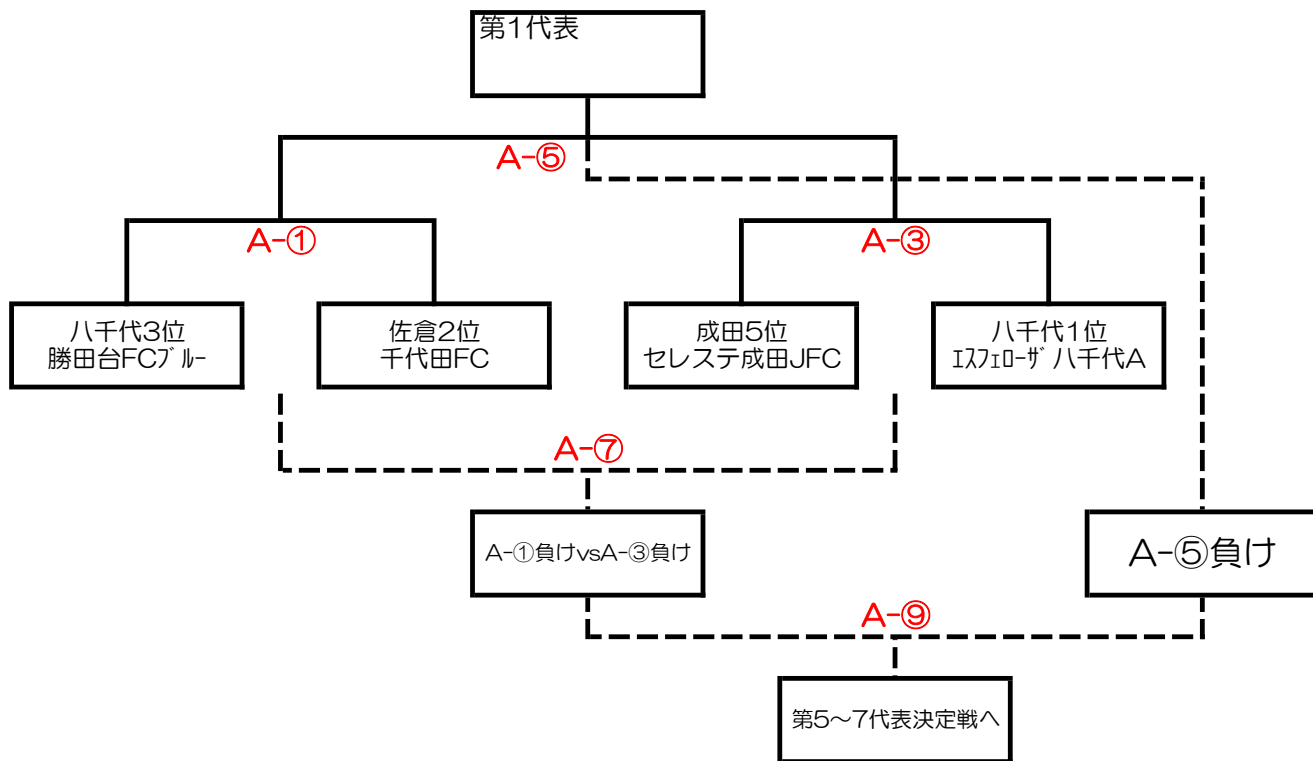 第1代表
A-⑤
A-①
A-③
八千代3位
勝田台FCﾌﾞﾙｰ
佐倉2位
千代田FC
成田5位
セレステ成田JFC
八千代1位
ｴｽﾌｪﾛｰｻﾞ八千代A
A-⑦
A-①負けvsA-③負け
A-⑤負け
A-⑨
第5～7代表決定戦へ